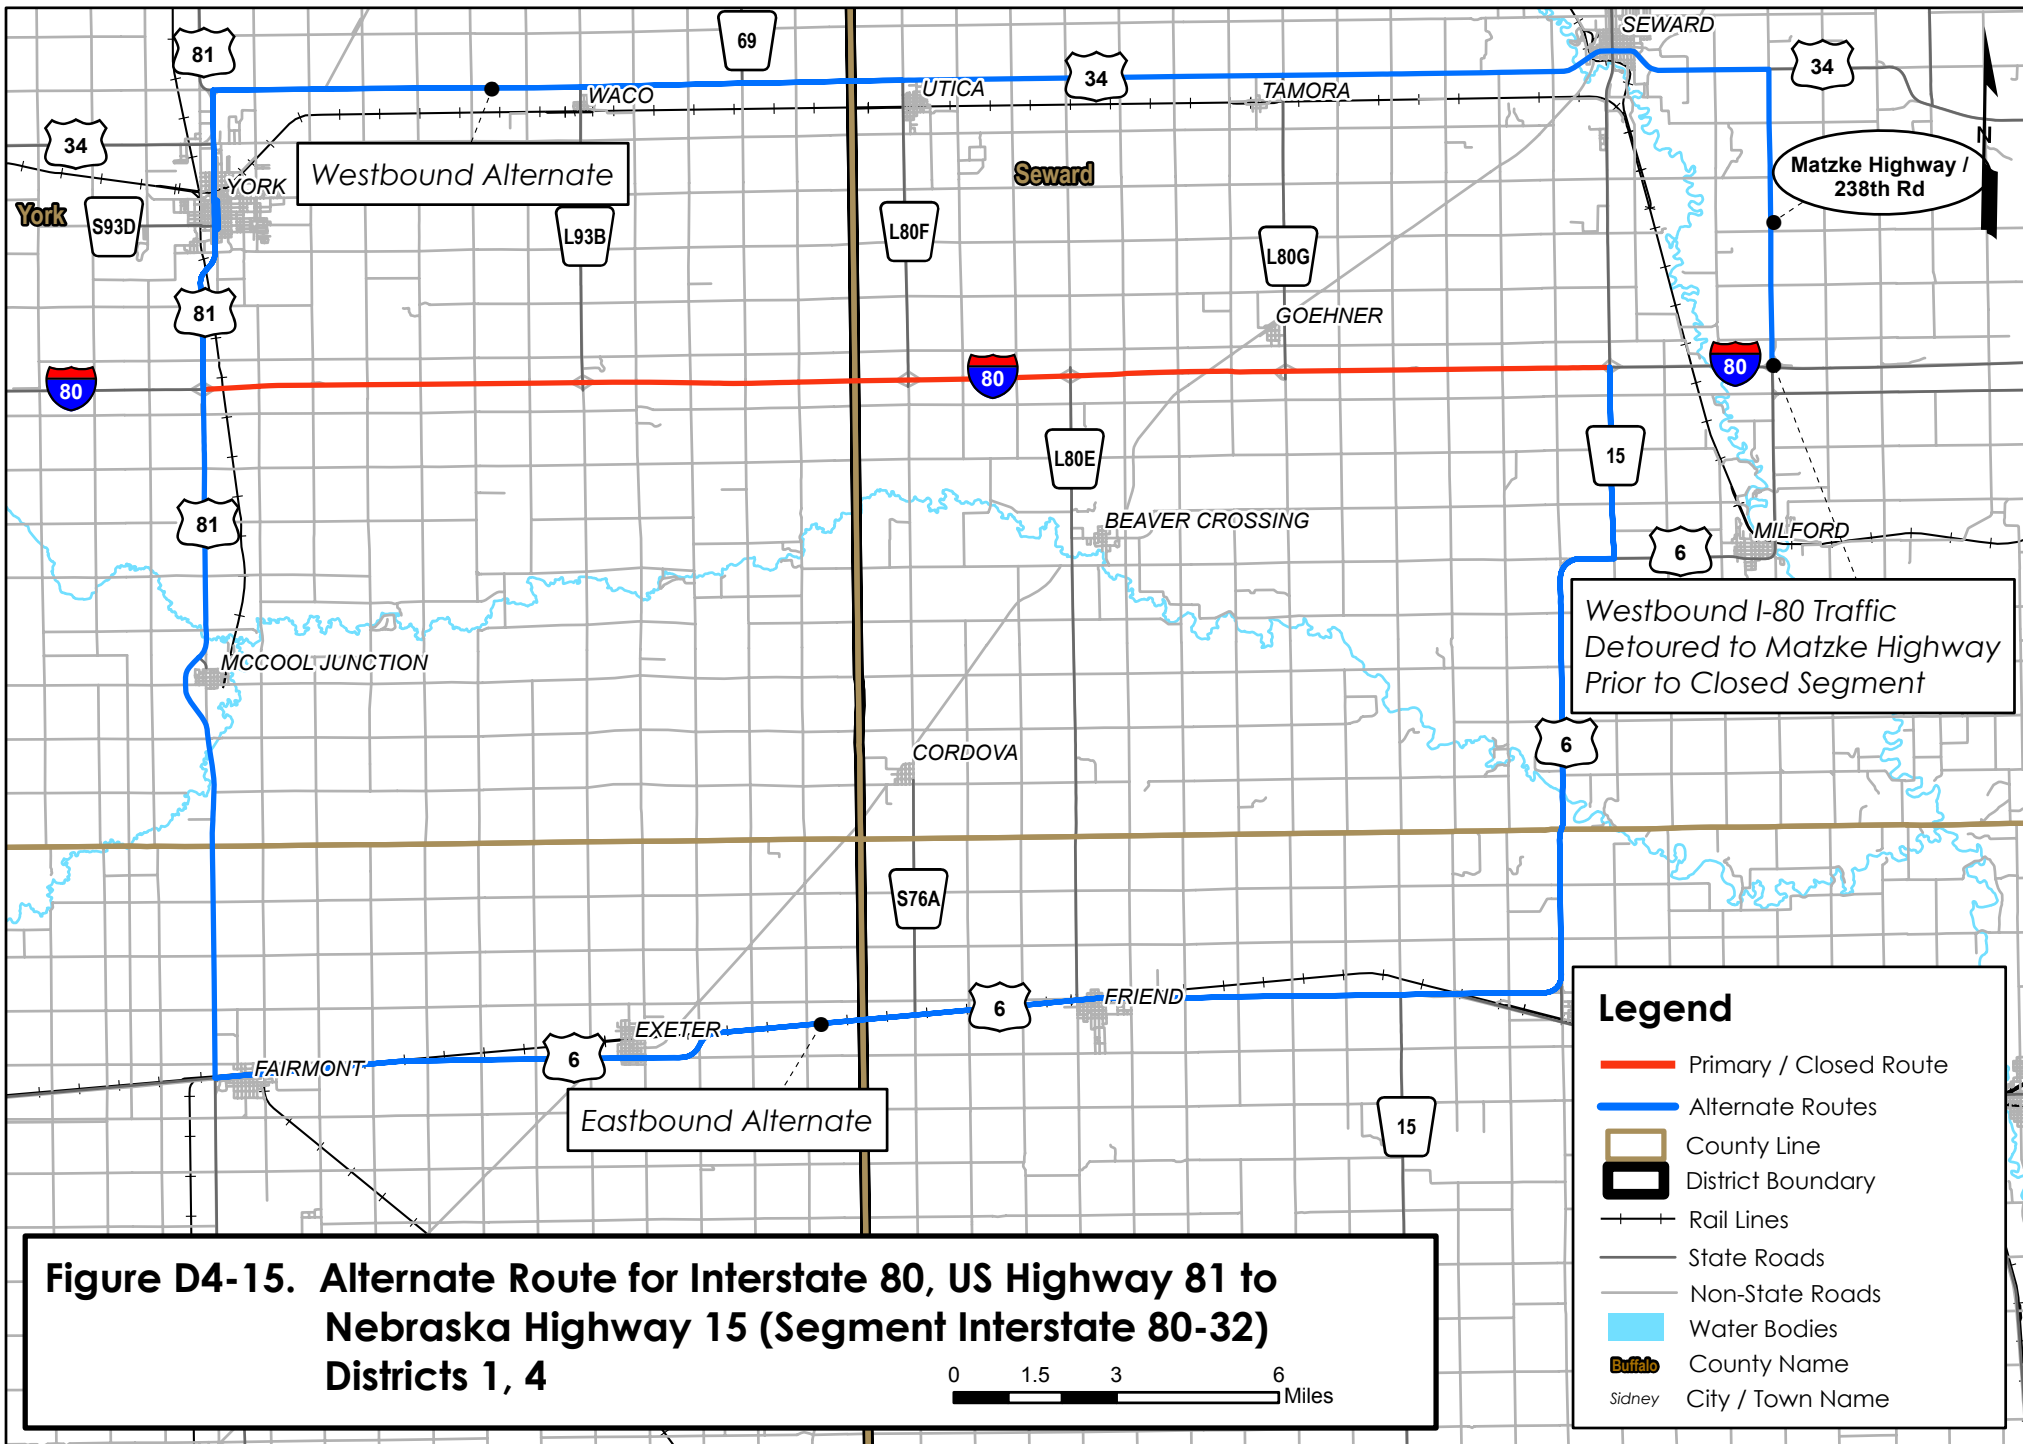 SEWARD
81
69
34
34
WACO
UTICA
TAMORA
34
N
Matzke Highway /
238th Rd
Westbound Alternate
Seward
YORK
York
S93D
L93B
L80F
L80G
81
GOEHNER
80
80
80
L80E
15
81
BEAVER CROSSING
MILFORD
6
Westbound I-80 Traffic
Detoured to Matzke Highway
Prior to Closed Segment
MCCOOL JUNCTION
6
CORDOVA
S76A
FRIEND
6
EXETER
6
FAIRMONT
Eastbound Alternate
15
Legend
Primary / Closed Route
Alternate Routes
County Line
District Boundary
Rail Lines
State Roads
Non-State Roads
Water Bodies
Buffalo County Name
Sidney City / Town Name
Figure D4-15. Alternate Route for Interstate 80, US Highway 81 to
Nebraska Highway 15 (Segment Interstate 80-32)
Districts 1, 4
0 1.5 3 6
Miles